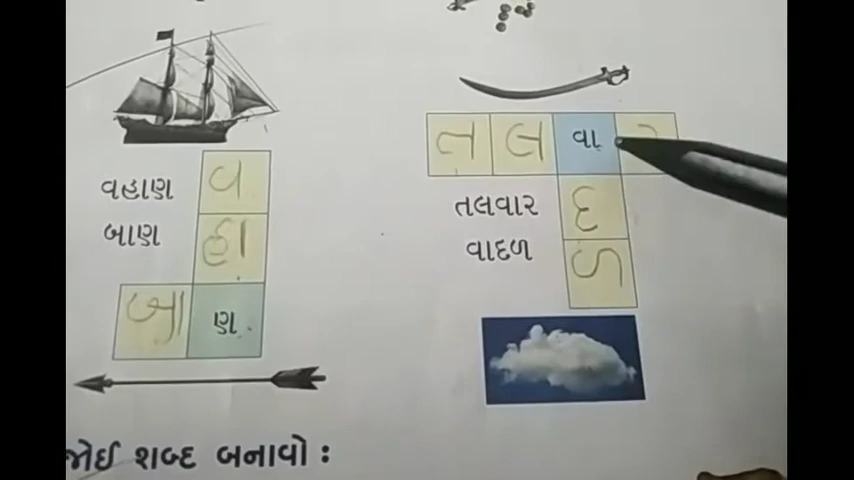 વહાણ
બાણ
વ
હા
બા ણ
ત લ વા ર
દ
ળ
તલવાર
વાદળ
જોઈ શબ્દ બનાવો :